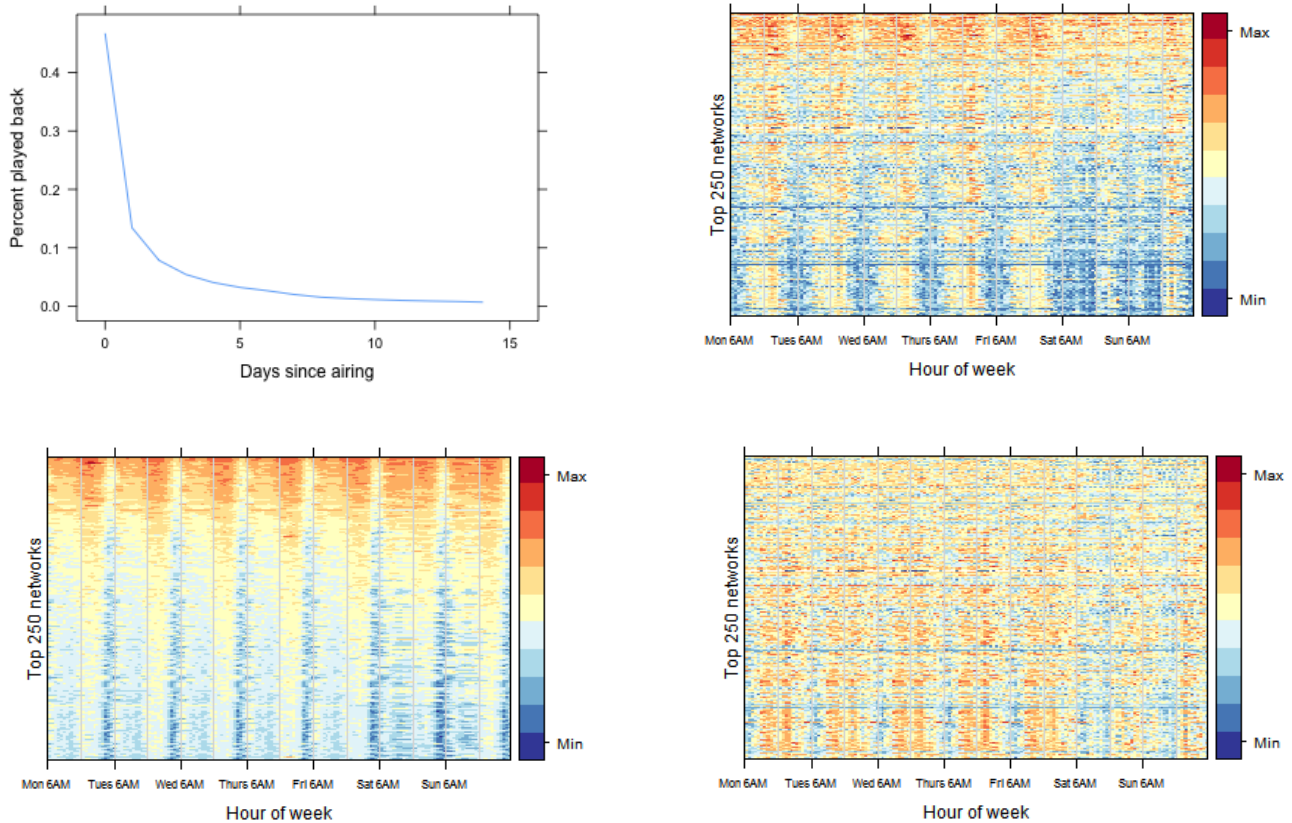 Percent played back
0.4
0.3
0.2
0.1
0.0
0 5 10 15
Days since airing
Top 250 networks
Max
Min
Mon 6AM Tues 6AM Wed 6AM Thurs 6AM Fri 6AM Sat 6AM Sun 6AM
Hour of week
Top 250 networks
Max
Min
Mon 6AM Tues 6AM Wed 6AM Thurs 6AM Fri 6AM Sat 6AM Sun 6AM
Hour of week
Top 250 networks
Max
Min
Mon 6AM Tues 6AM Wed 6AM Thurs 6AM Fri 6AM Sat 6AM Sun 6AM
Hour of week